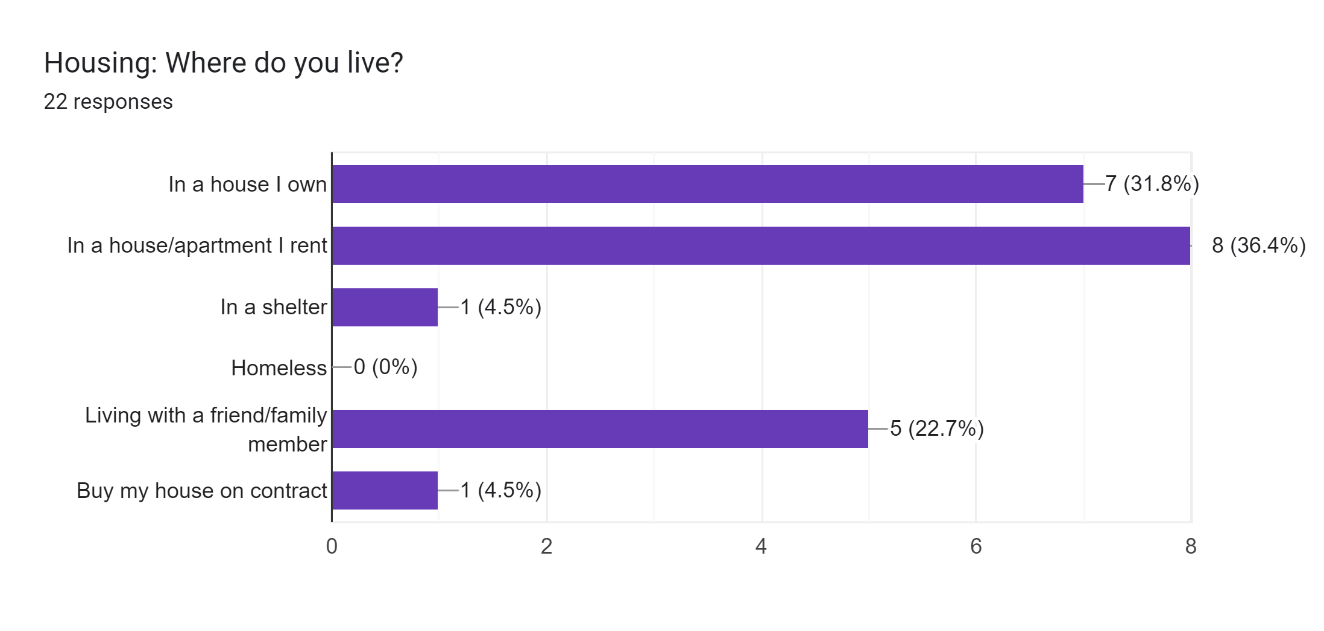 Housing: Where do you live?
22 responses
In a house I own
7 (31.8%)
In a house/apartment I rent
8 (36.4%)
In a shelter
1 (4.5%)
Homeless
0 (0%)
Living with a friend/family
member
5 (22.7%)
Buy my house on contract
1 (4.5%)
0
2
4
6
8